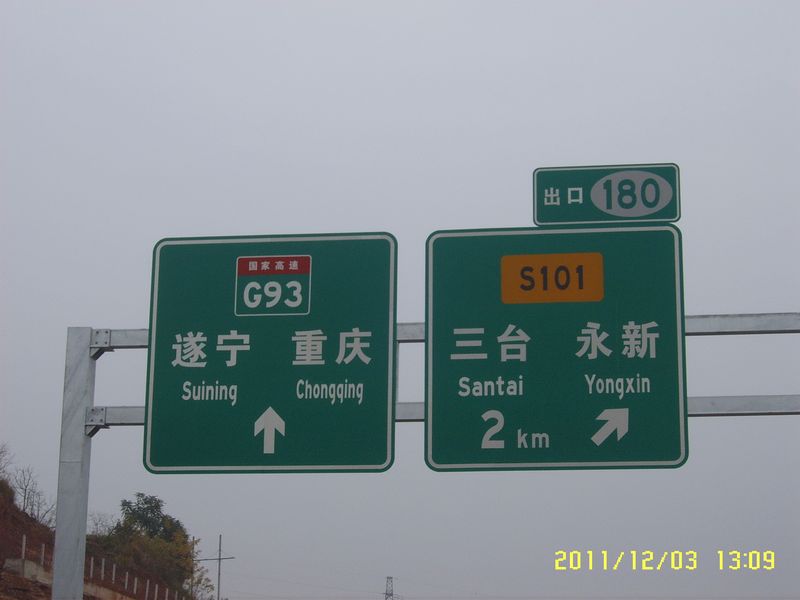 国家高速
G93
遂宁 重庆
Suining Chongqing
出口 180
S101
三台 永新
Santai Yongxin
2 km
2011/12/03 13:09